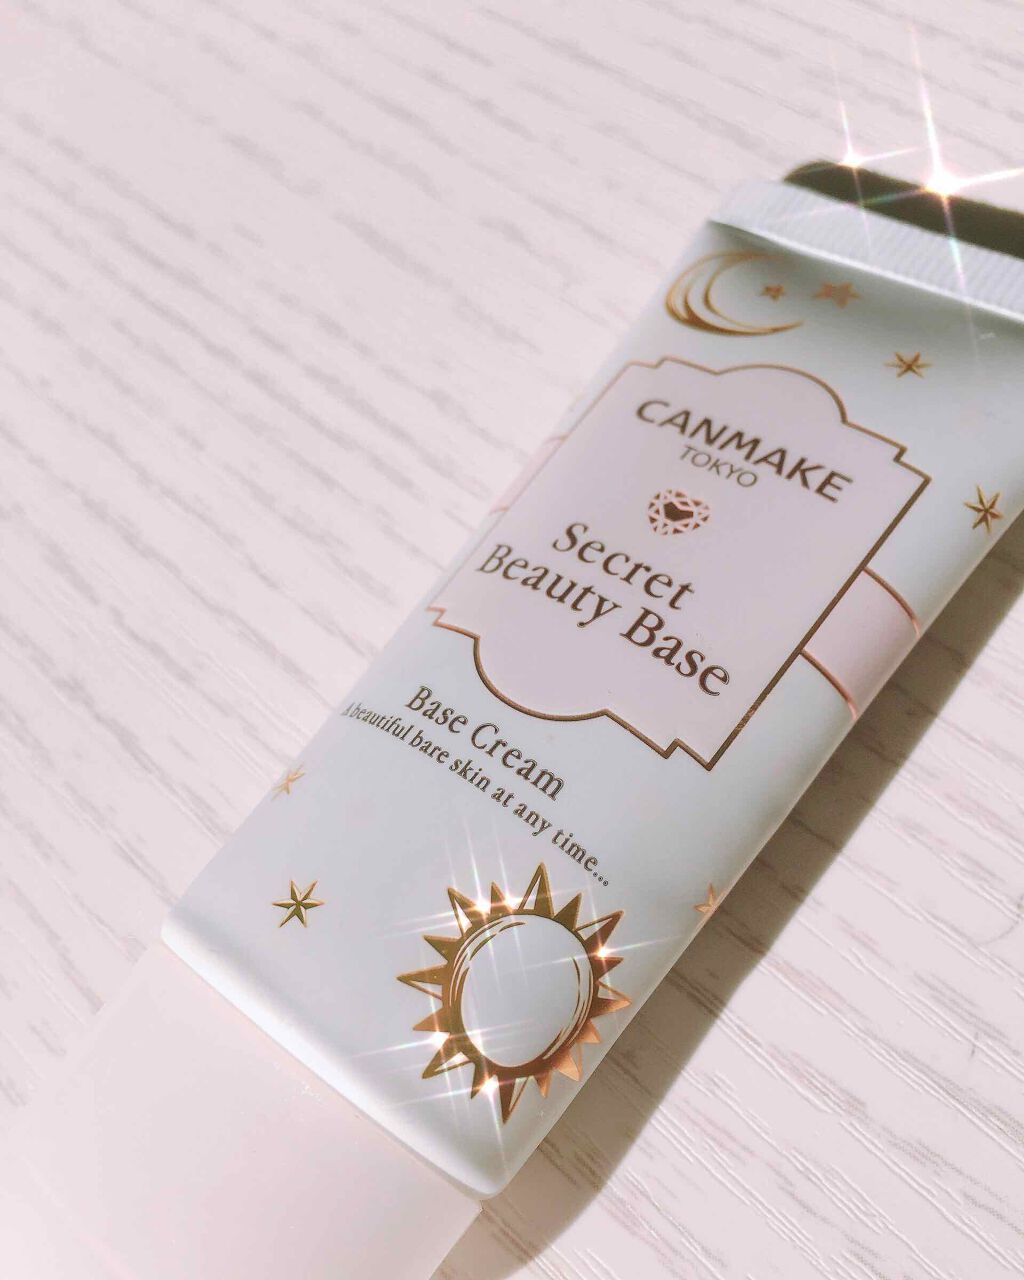 CANMAKE
TOKYO
Secret
Beauty Base
Base Cream
A beautiful bare skin at any time...